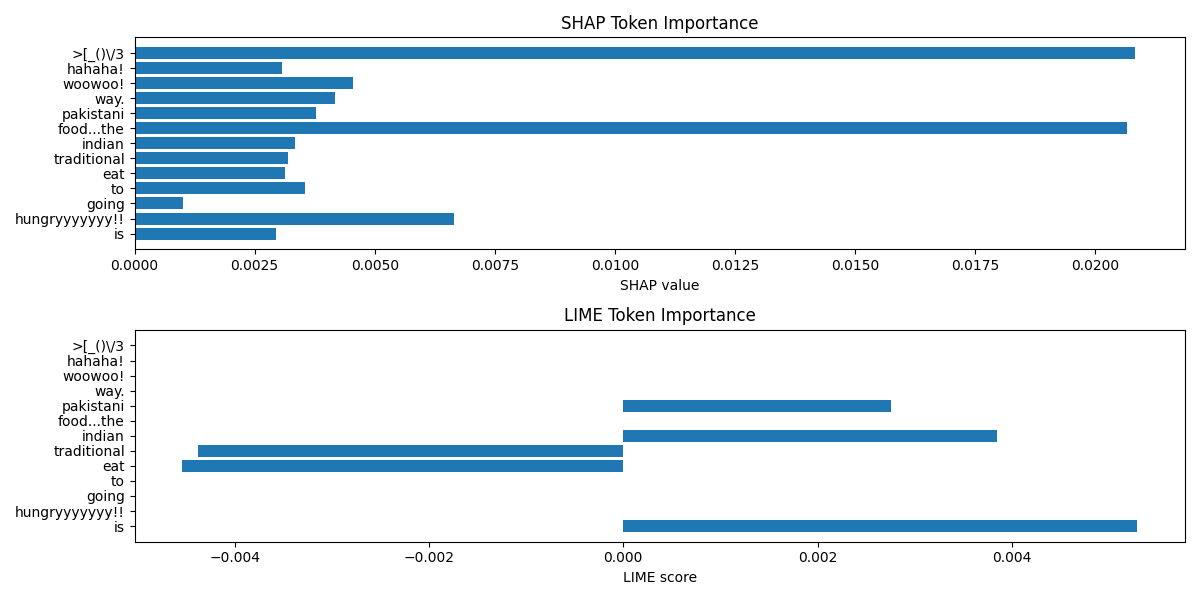 SHAP Token Importance
>[_()\/3
hahaha!
woowoo!
way.
pakistani
food...the
indian
traditional
eat
to
going
hungryyyyyyy!!
is
0.0000 0.0025 0.0050 0.0075 0.0100 0.0125 0.0150 0.0175 0.0200
SHAP value
LIME Token Importance
>[_()\/3
hahaha!
woowoo!
way.
pakistani
food...the
indian
traditional
eat
to
going
hungryyyyyyy!!
is
−0.004 −0.002 0.000 0.002 0.004
LIME score